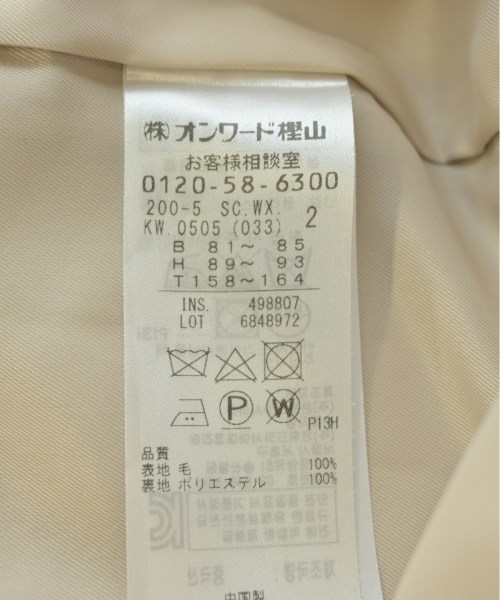 (株)オンワード樫山
お客様相談室
0120-58-6300
200-5 SC.WX. 2
KW.0505(033)
B 81〜 85
H 89〜 93
T158〜164
INS. 498807
LOT 6848972
P W P13H
品質
表地 毛 100%
裏地 ポリエステル 100%
中国製